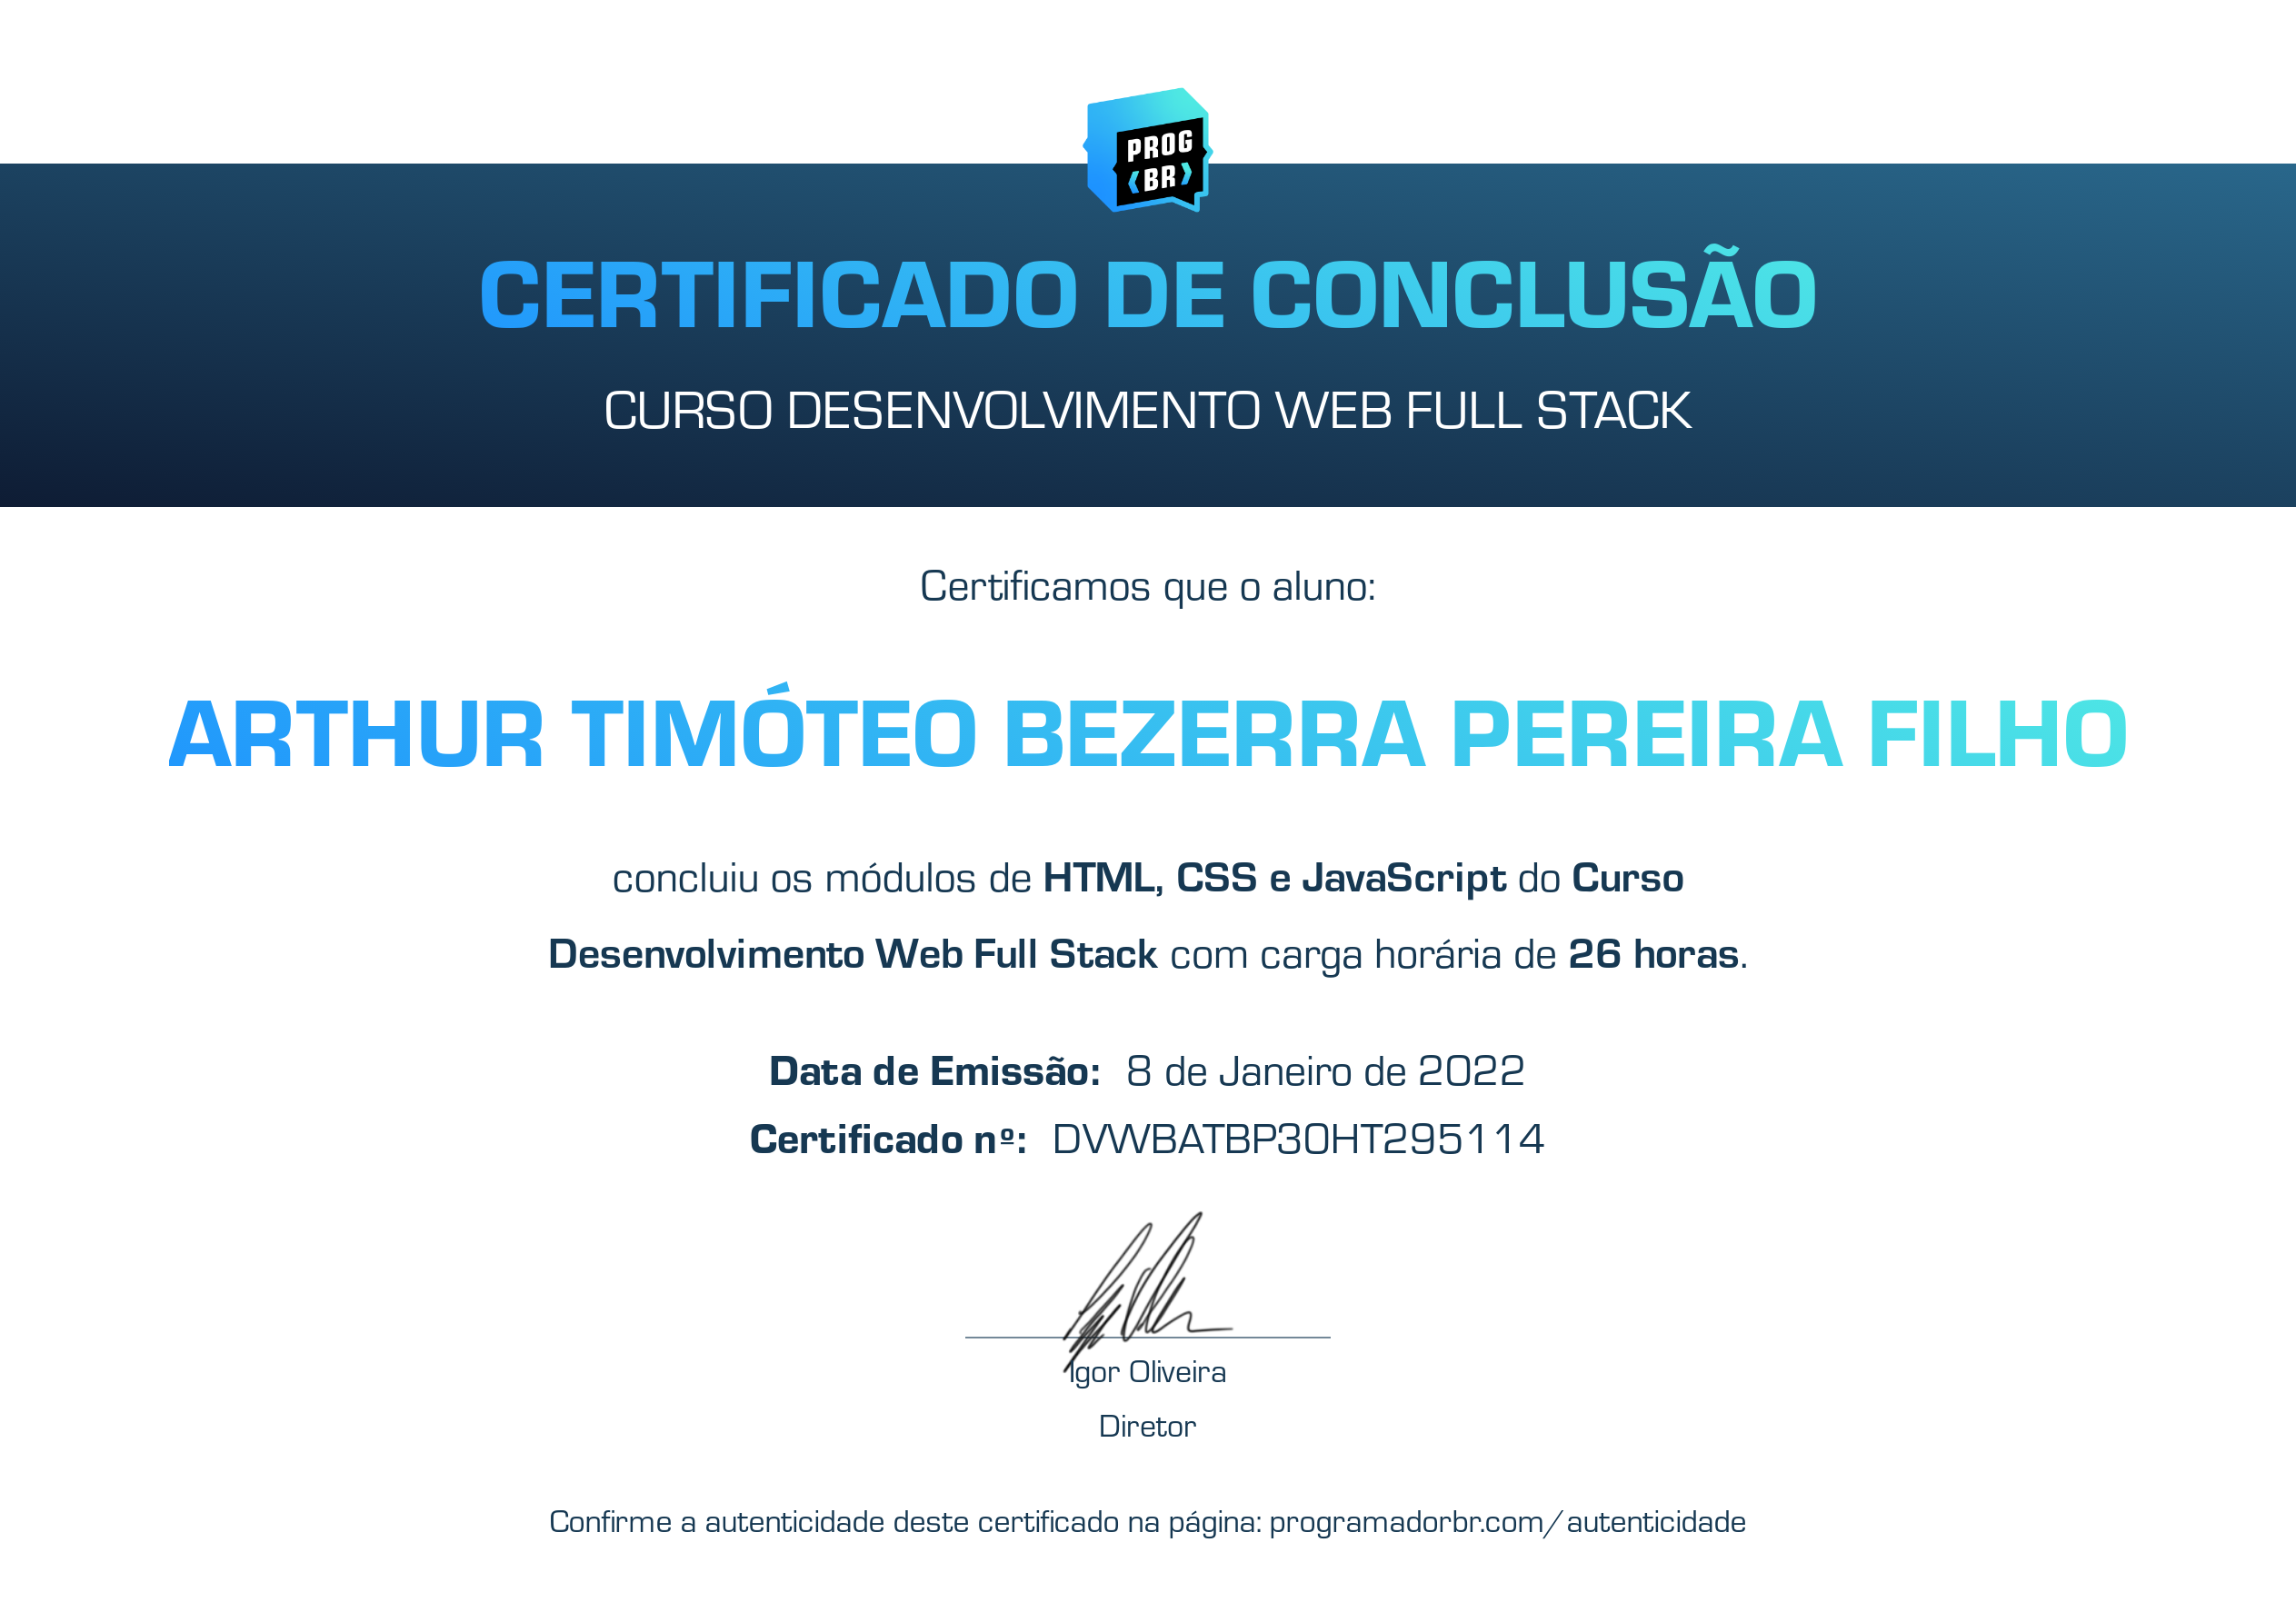 PROG
BR
CERTIFICADO DE CONCLUSÃO
CURSO DESENVOLVIMENTO WEB FULL STACK
Certificamos que o aluno:
ARTHUR TIMÓTEO BEZERRA PEREIRA FILHO
concluiu os módulos de HTML, CSS e JavaScript do Curso
Desenvolvimento Web Full Stack com carga horária de 26 horas.
Data de Emissão: 8 de Janeiro de 2022
Certificado nº: DVWBATBP30HT295114
Igor Oliveira
Diretor
Confirme a autenticidade deste certificado na página: programadorbr.com/autenticidade